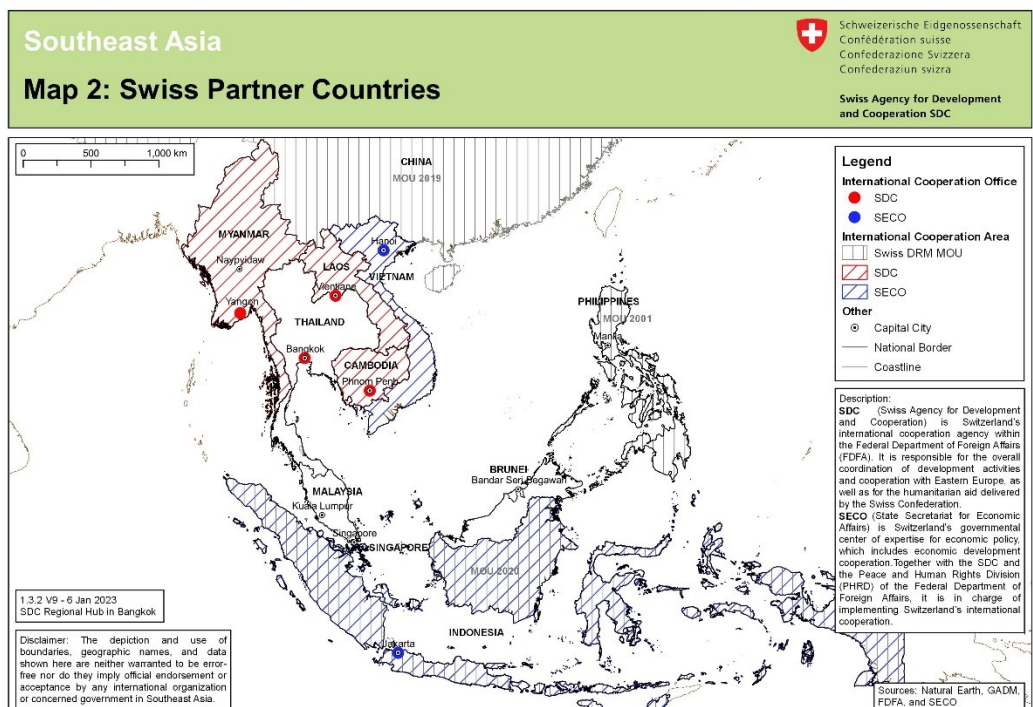 Southeast Asia
Map 2: Swiss Partner Countries
Schweizerische Eidgenossenschaft
Confédération suisse
Confederazione Svizzera
Confederaziun svizra
Swiss Agency for Development
and Cooperation SDC
0 500 1,000 km
CHINA
MOU 2019
MYANMAR
Naypyidaw
Hanoi
LAOS
VIETNAM
Vientiane
Yangon
THAILAND
PHILIPPINES
MOU 2001
Manila
Bangkok
CAMBODIA
Phnom Penh
BRUNEI
Bandar Seri Begawan
MALAYSIA
Kuala Lumpur
Singapore
SINGAPORE
MOU 2020
INDONESIA
Jakarta
Legend
International Cooperation Office
SDC
SECO
International Cooperation Area
Swiss DRM MOU
SDC
SECO
Other
Capital City
National Border
Coastline
Description:
SDC (Swiss Agency for Development
and Cooperation) is Switzerland's
international cooperation agency within
the Federal Department of Foreign Affairs
(FDFA). It is responsible for the overall
coordination of development activities
and cooperation with Eastern Europe, as
well as for the humanitarian aid delivered
by the Swiss Confederation.
SECO (State Secretariat for Economic
Affairs) is Switzerland's governmental
center of expertise for economic policy,
which includes economic development
cooperation.Together with the SDC and
the Peace and Human Rights Division
(PHRD) of the Federal Department of
Foreign Affairs, it is in charge of
implementing Switzerland's international
cooperation.
1.3.2 V9 - 6 Jan 2023
SDC Regional Hub in Bangkok
Disclaimer: The depiction and use of
boundaries, geographic names, and data
shown here are neither warranted to be error-
free nor do they imply official endorsement or
acceptance by any international organization
or concerned government in Southeast Asia.
Sources: Natural Earth, GADM,
FDFA, and SECO